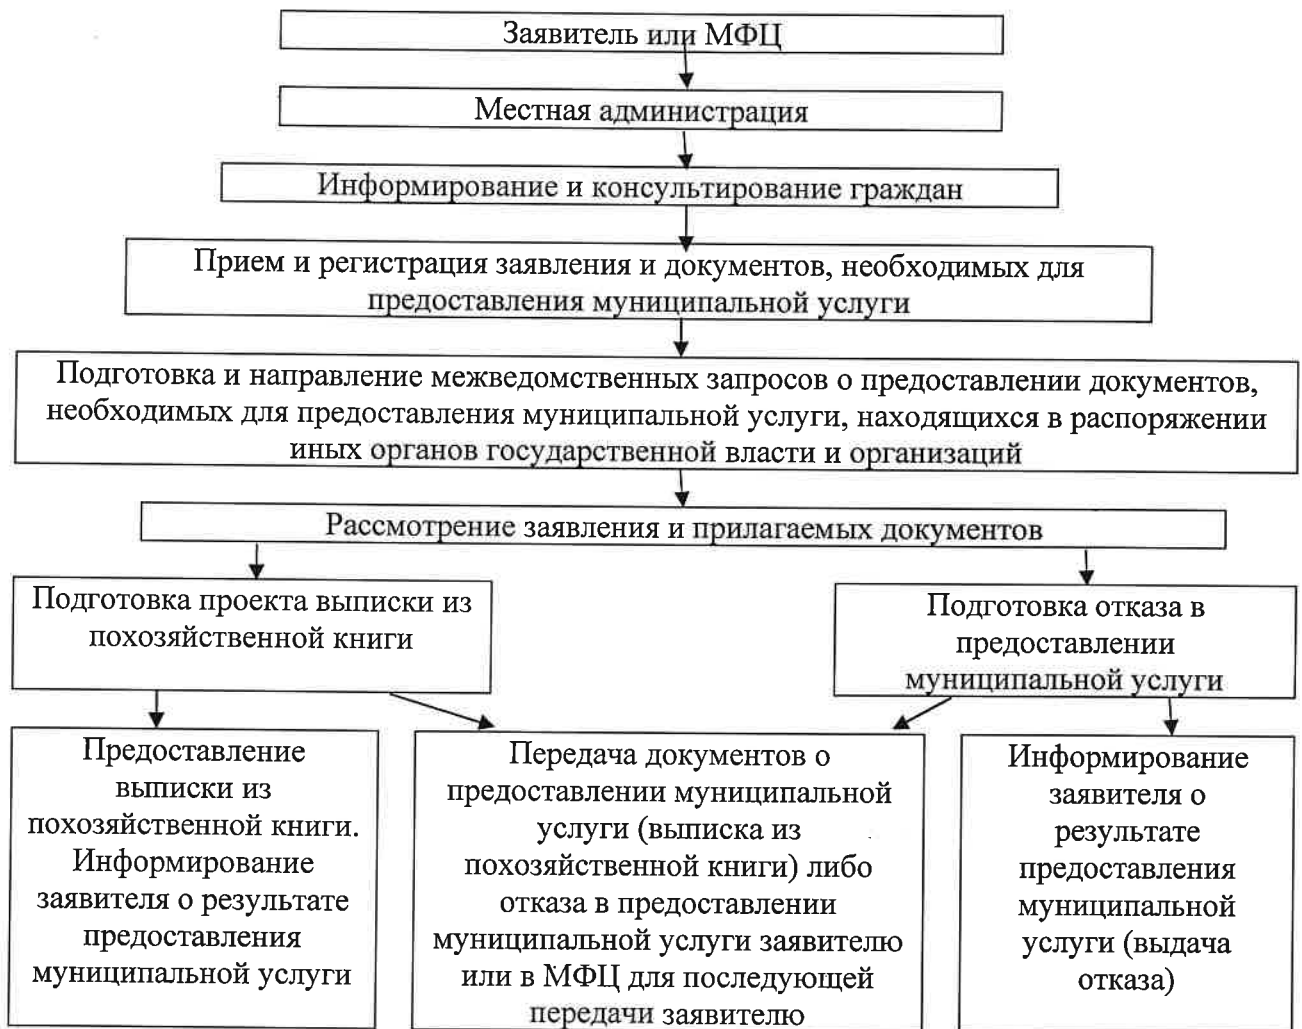 Заявитель или МФЦ
Местная администрация
Информирование и консультирование граждан
Прием и регистрация заявления и документов, необходимых для
предоставления муниципальной услуги
Подготовка и направление межведомственных запросов о предоставлении документов,
необходимых для предоставления муниципальной услуги, находящихся в распоряжении
иных органов государственной власти и организаций
Рассмотрение заявления и прилагаемых документов
Подготовка проекта выписки из
похозяйственной книги
Подготовка отказа в
предоставлении
муниципальной услуги
Предоставление
выписки из
похозяйственной книги.
Информирование
заявителя о результате
предоставления
муниципальной услуги
Передача документов о
предоставлении муниципальной
услуги (выписка из
похозяйственной книги) либо
отказа в предоставлении
муниципальной услуги заявителю
или в МФЦ для последующей
передачи заявителю
Информирование
заявителя о
результате
предоставления
муниципальной
услуги (выдача
отказа)